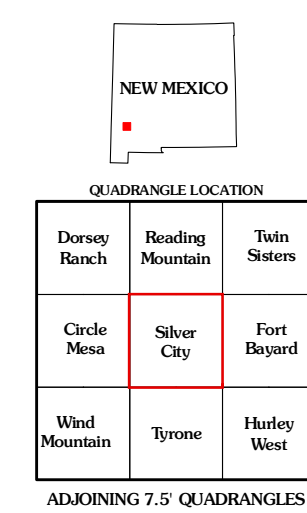 NEW MEXICO
QUADRANGLE LOCATION
Dorsey
Ranch
Reading
Mountain
Twin
Sisters
Circle
Mesa
Silver
City
Fort
Bayard
Wind
Mountain
Tyrone
Hurley
West
ADJOINING 7.5' QUADRANGLES